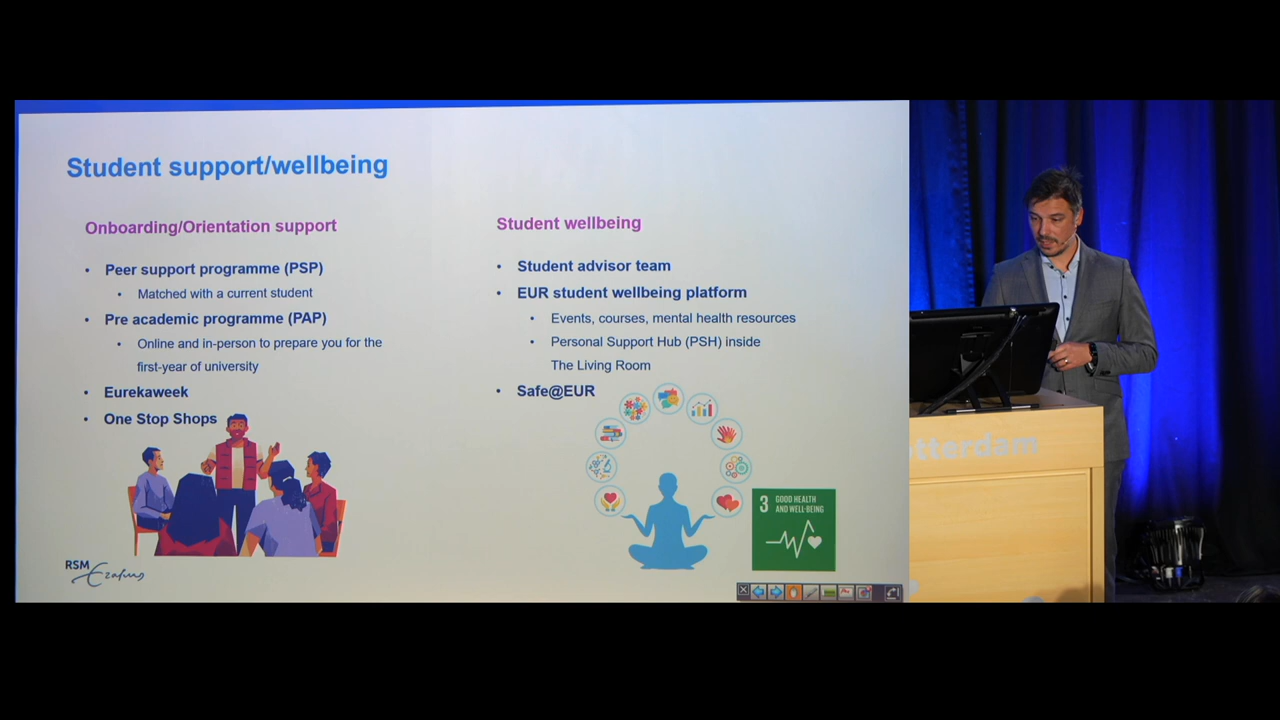 Student support/wellbeing
Onboarding/Orientation support
• Peer support programme (PSP)
• Matched with a current student
• Pre academic programme (PAP)
• Online and in-person to prepare you for the
first-year of university
• Eurekaweek
• One Stop Shops
Student wellbeing
• Student advisor team
• EUR student wellbeing platform
• Events, courses, mental health resources
• Personal Support Hub (PSH) inside
The Living Room
• Safe@EUR
3 GOOD HEALTH
AND WELL-BEING
RSM
Erasmus
otterdam